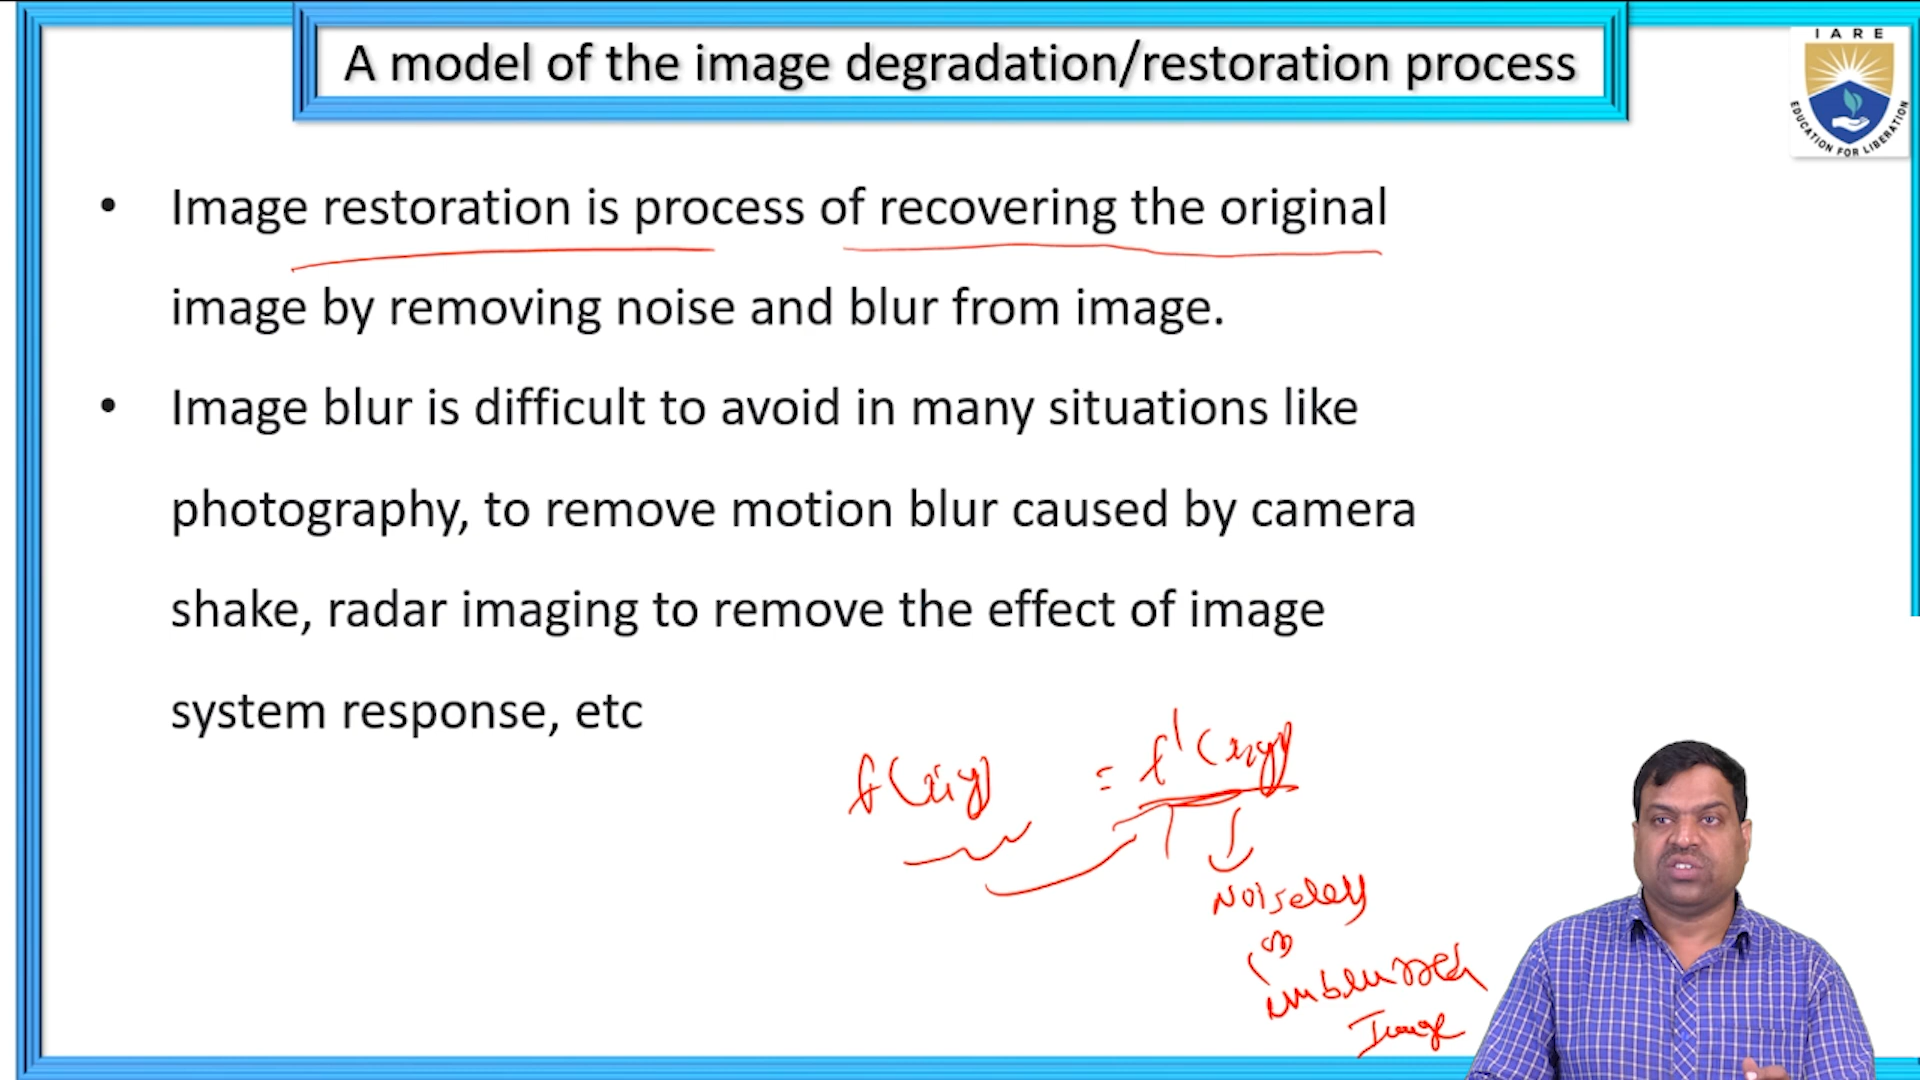 A model of the image degradation/restoration process
IARE
EDUCATION FOR LIBERATION
• Image restoration is process of recovering the original
image by removing noise and blur from image.
• Image blur is difficult to avoid in many situations like
photography, to remove motion blur caused by camera
shake, radar imaging to remove the effect of image
system response, etc
f(x,y) = f'(x,y)
Noiseless
unblurred
Image